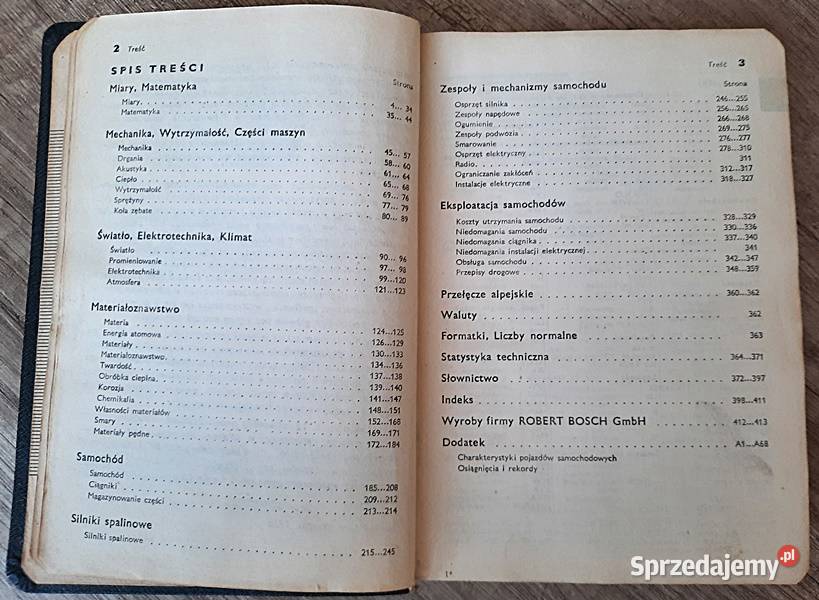 2 Treść
SPIS TREŚCI
Strona
Miary, Matematyka
Miary. 4... 34
Matematyka 35... 44
Mechanika, Wytrzymałość, Części maszyn
Mechanika 45... 57
Drgania 58... 60
Akustyka 61... 64
Ciepło 65... 68
Wytrzymałość 69... 76
Sprężyny 77... 79
Koła zębate 80... 89
Światło, Elektrotechnika, Klimat
Światło 90... 96
Promieniowanie 97... 98
Elektrotechnika 99...120
Atmosfera 121...123
Materiałoznawstwo
Materia 124...125
Energia atomowa 126...129
Materiały 130...133
Materiałoznawstwo 134...136
Twardość 137...138
Obróbka cieplna 139...140
Korozja 141...147
Chemikalia 148...151
Własności materiałów 152...168
Smary 169...171
Materiały pędne 172...184
Samochód
Samochód 185...208
Ciągniki 209...212
Magazynowanie części 213...214
Silniki spalinowe
Silniki spalinowe 215...245
Treść 3
Strona
Zespoły i mechanizmy samochodu
Osprzęt silnika 246...255
Zespoły napędowe 256...265
Ogumienie 266...268
Zespoły podwozia 269...275
Smarowanie 276...277
Osprzęt elektryczny 278...310
Radio 311
Ograniczanie zakłóceń 312...317
Instalacje elektryczne 318...327
Eksploatacja samochodów
Koszty utrzymania samochodu 328...329
Niedomagania samochodu 330...336
Niedomagania ciągnika 337...340
Niedomagania instalacji elektrycznej 341
Obsługa samochodu 342...347
Przepisy drogowe 348...359
Przełęcze alpejskie 360...362
Waluty 362
Formatki, Liczby normalne 363
Statystyka techniczna 364...371
Słownictwo 372...397
Indeks 398...411
Wyroby firmy ROBERT BOSCH GmbH 412...413
Dodatek A1...A68
Charakterystyki pojazdów samochodowych
Osiągnięcia i rekordy
1*
Sprzedajemy.pl